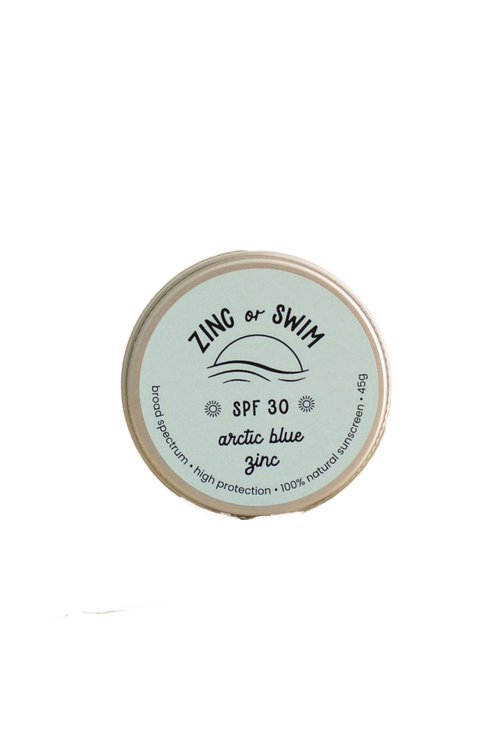 ZINC or SWIM
SPF 30
arctic blue
zinc
broad spectrum • high protection • 100% natural sunscreen • 45g